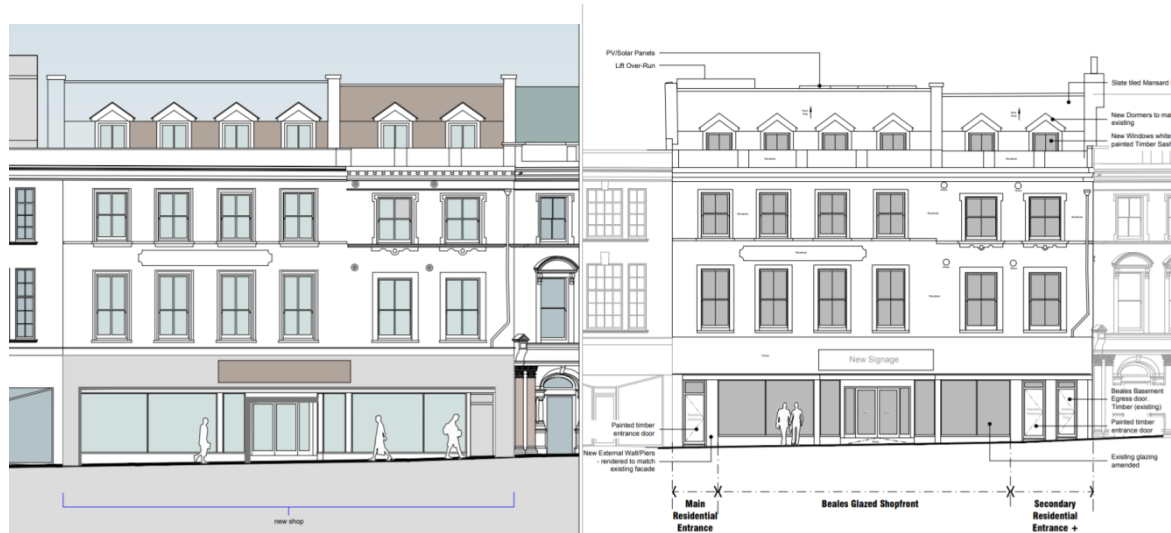 new shop
PV/Solar Panels
Lift Over-Run
Slate tiled Mansard
New Dormers to
existing
New Windows white
painted Timber
New Signage
Painted timber
entrance door
New External Wall/Piers
- rendered to match
existing facade
Beales Basement
Egress door.
Timber (existing)
Painted timber
entrance door
Existing glazing
amended
Main
Residential
Entrance
Beales Glazed Shopfront
Secondary
Residential
Entrance +